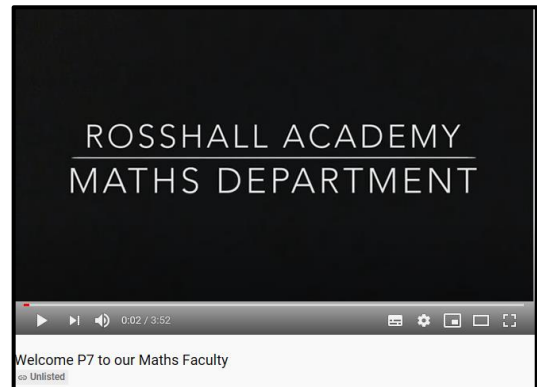 ROSSHALL ACADEMY
MATHS DEPARTMENT
0:02 / 3:52
Welcome P7 to our Maths Faculty
Unlisted